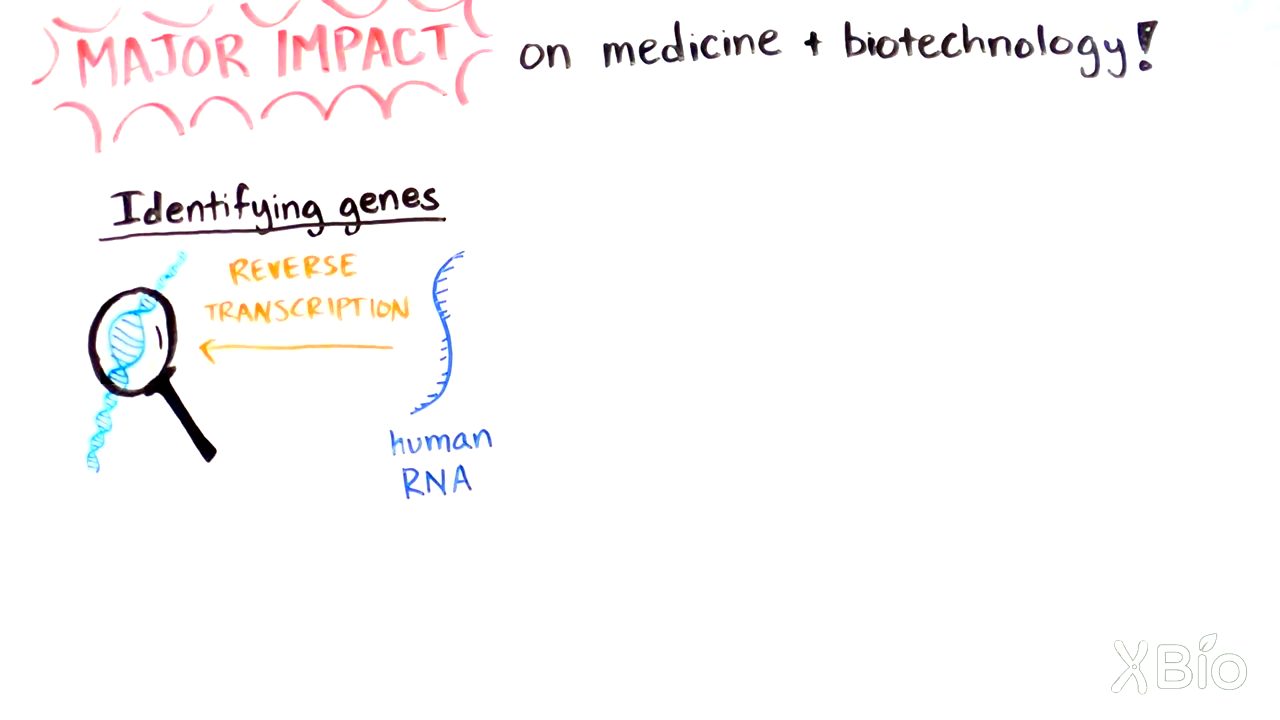 MAJOR IMPACT on medicine + biotechnology!
Identifying genes
REVERSE
TRANSCRIPTION
human
RNA
XBio